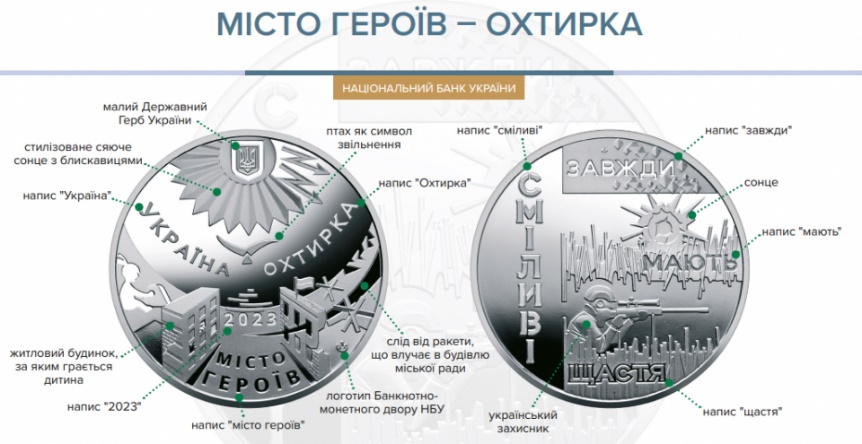 МІСТО ГЕРОЇВ – ОХТИРКА
НАЦІОНАЛЬНИЙ БАНК УКРАЇНИ
малий Державний
Герб України
стилізоване сяюче
сонце з блискавицями
напис "Україна"
житловий будинок,
за яким грається
дитина
напис "2023"
напис "місто героїв"
птах як символ
звільнення
напис "Охтирка"
слід від ракети,
що влучає в будівлю
міської ради
логотип Банкнотно-
монетного двору НБУ
УКРАЇНА
ОХТИРКА
2023
МІСТО
ГЕРОЇВ
напис "сміливі"
напис "завжди"
сонце
напис "мають"
український
захисник
напис "щастя"
СМІЛИВІ
ЗАВЖДИ
МАЮТЬ
ЩАСТЯ
ЗАВЖДИ